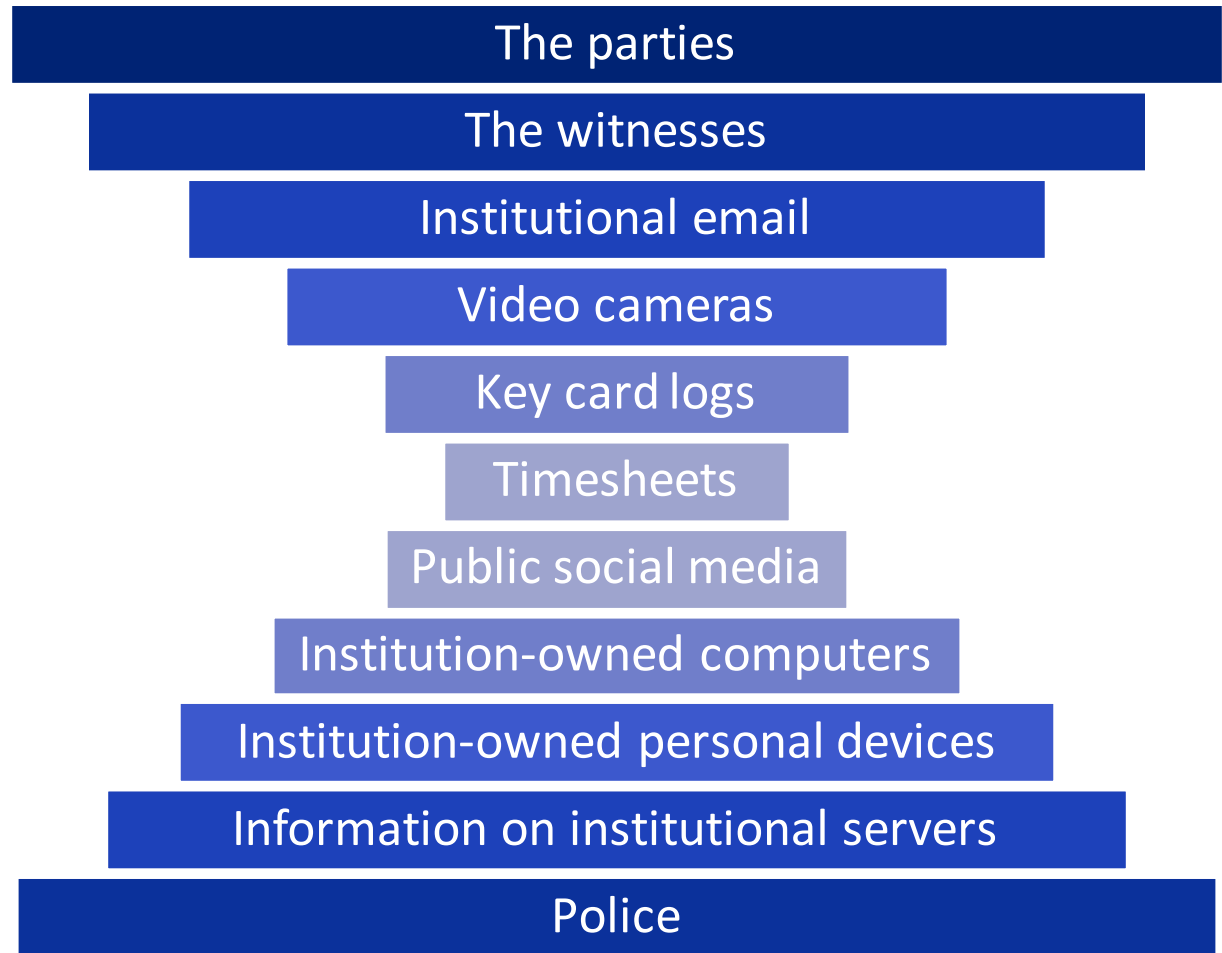 The parties
The witnesses
Institutional email
Video cameras
Key card logs
Timesheets
Public social media
Institution-owned computers
Institution-owned personal devices
Information on institutional servers
Police